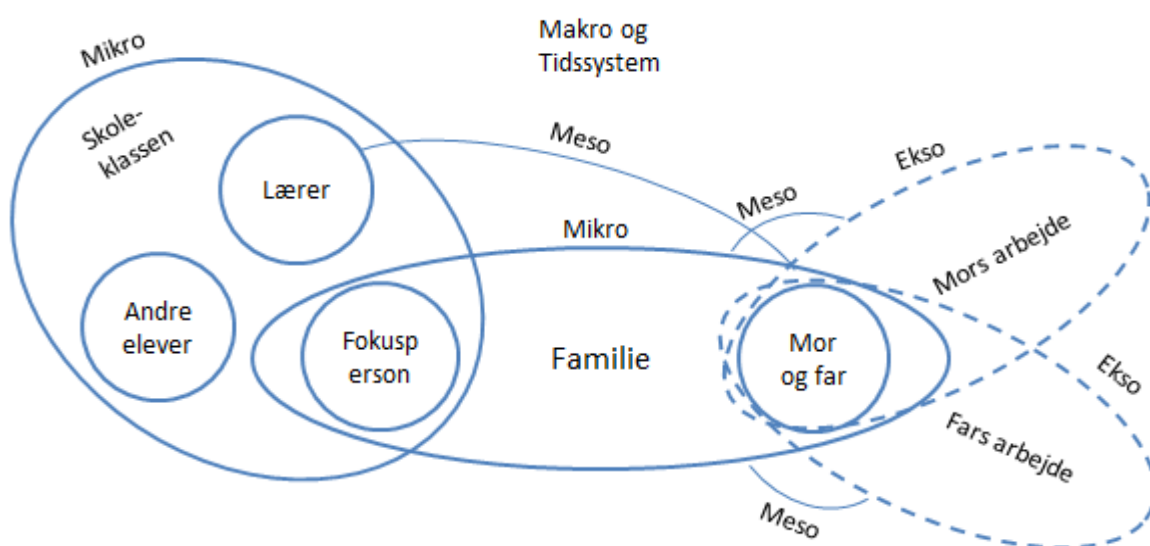 Makro og
Tidssystem
Mikro
Skole-
klassen
Lærer
Andre
elever
Fokusp
erson
Mikro
Familie
Meso
Meso
Mor
og far
Ekso
Mors arbejde
Ekso
Fars arbejde
Meso